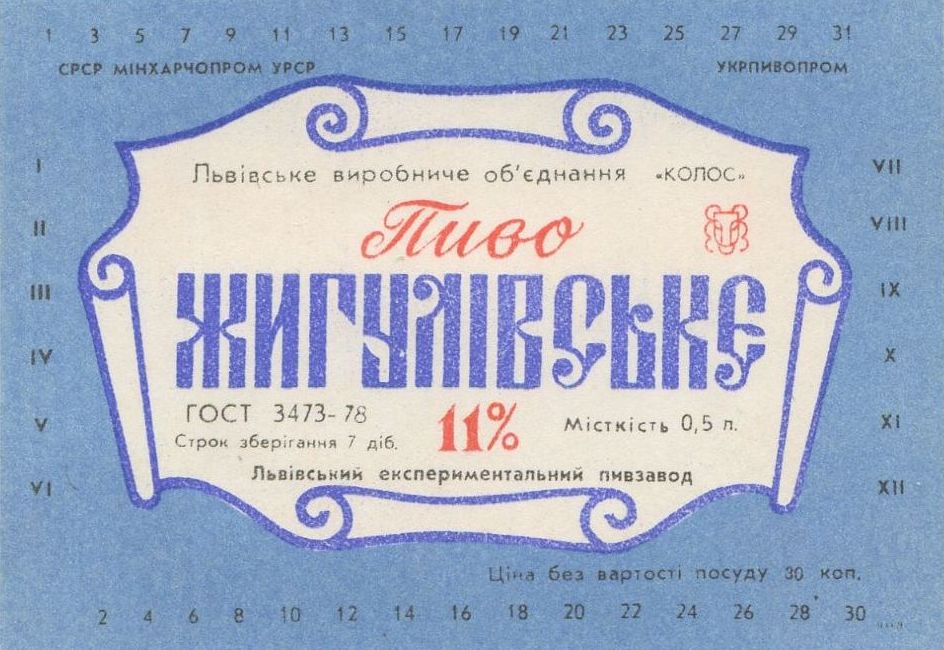 1 3 5 7 9 11 13 15 17 19 21 23 25 27 29 31
СРСР МІНХАРЧОПРОМ УРСР УКРПИВОПРОМ
Львівське виробниче об'єднання «КОЛОС»
I VII
Пиво
II VIII
ЖИГУЛІВСЬКЕ
III IX
IV X
ГОСТ 3473-78 11% Місткість 0,5 л.
V XI
Строк зберігання 7 діб.
Львівський експериментальний пивзавод
VI XII
Ціна без вартості посуду 30 коп.
2 4 6 8 10 12 14 16 18 20 22 24 26 28 30